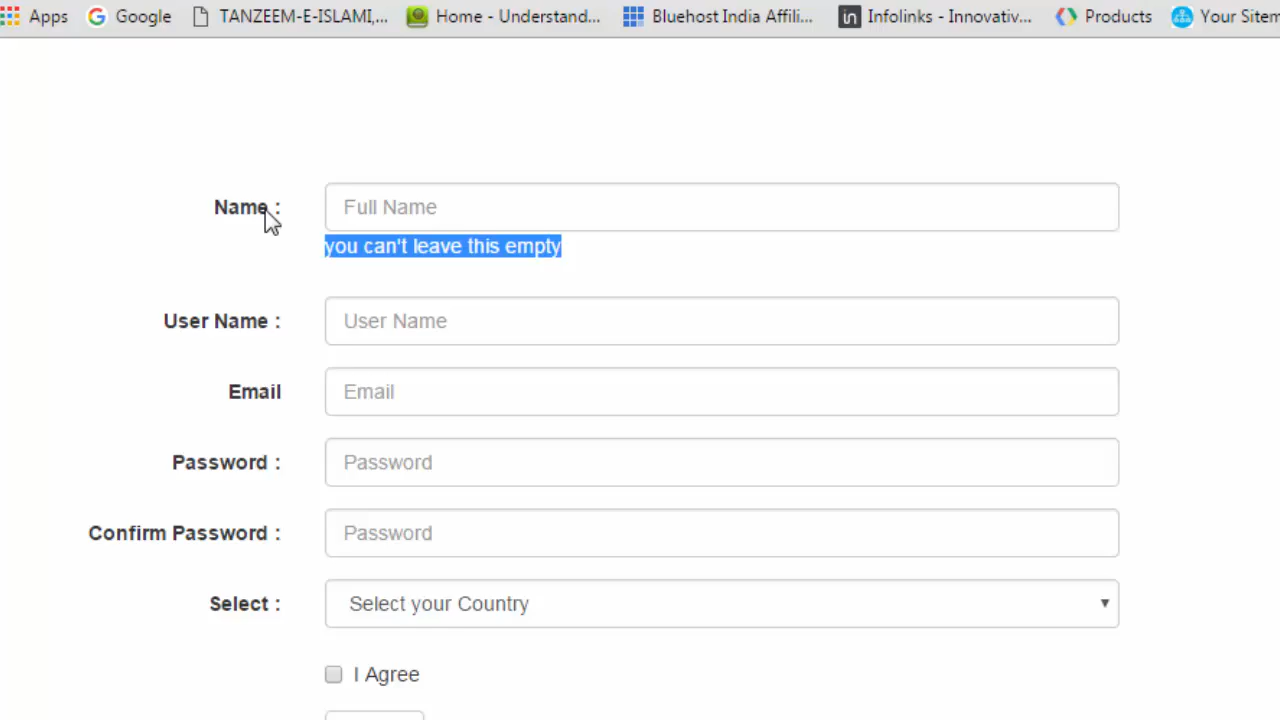 Apps Google TANZEEM-E-ISLAMI,... Home - Understand... Bluehost India Affili... in Infolinks - Innovativ... Products Your Sitem
Name : Full Name
you can't leave this empty
User Name : User Name
Email Email
Password : Password
Confirm Password : Password
Select : Select your Country
I Agree